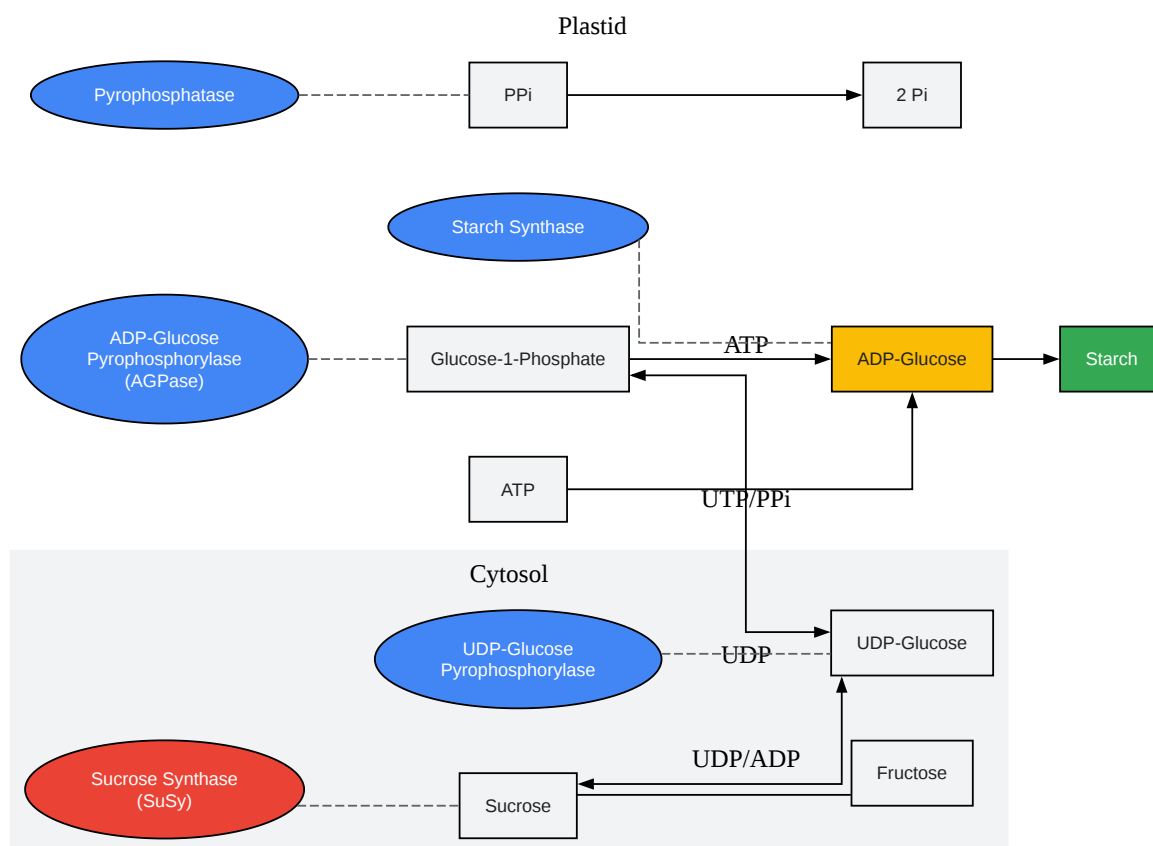 Plastid
Pyrophosphatase
PPi
2 Pi
Starch Synthase
ADP-Glucose
Pyrophosphorylase
(AGPase)
Glucose-1-Phosphate
ATP
ADP-Glucose
Starch
ATP
UTP/PPi
Cytosol
UDP-Glucose
Pyrophosphorylase
UDP
UDP-Glucose
Sucrose Synthase
(SuSy)
Sucrose
UDP/ADP
Fructose